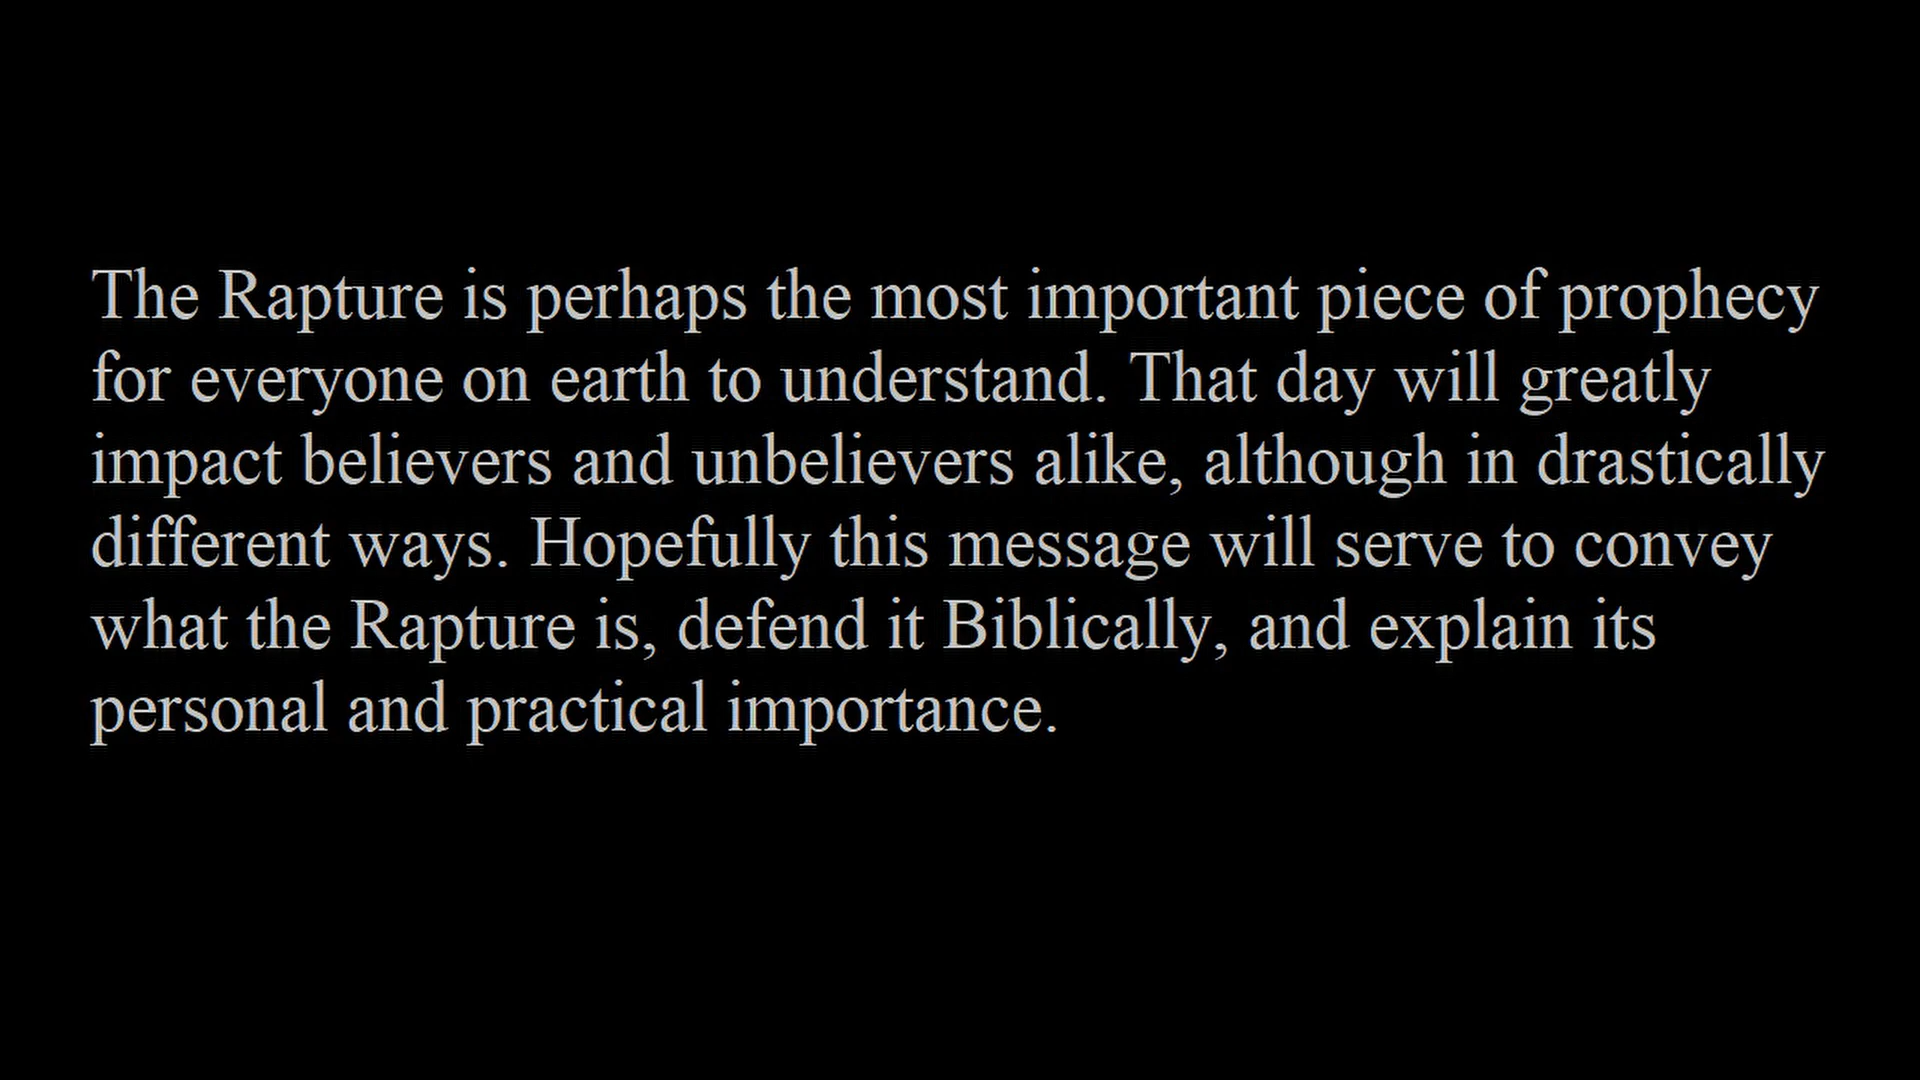 The Rapture is perhaps the most important piece of prophecy
for everyone on earth to understand. That day will greatly
impact believers and unbelievers alike, although in drastically
different ways. Hopefully this message will serve to convey
what the Rapture is, defend it Biblically, and explain its
personal and practical importance.